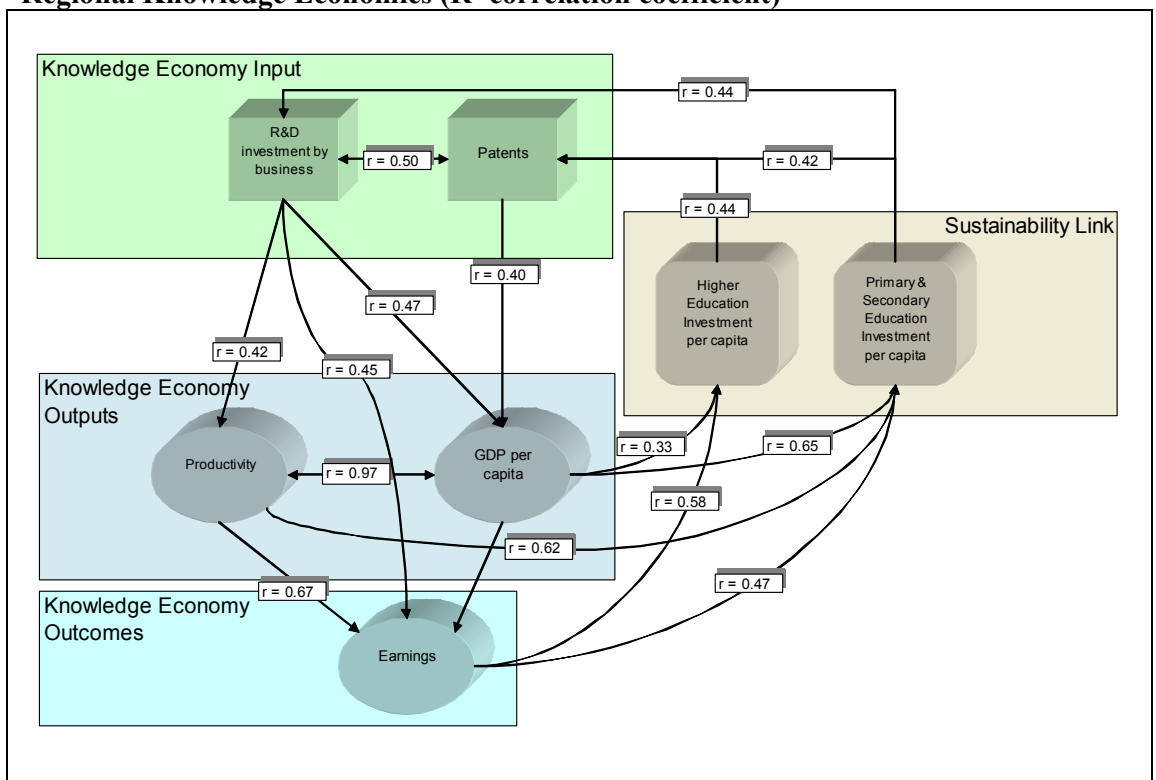 Regional Knowledge Economies (R=correlation coefficient)
Knowledge Economy Input
r = 0.44
R&D
investment by
business
r = 0.50
Patents
r = 0.42
r = 0.44
Sustainability Link
r = 0.40
Higher
Education
Investment
per capita
Primary &
Secondary
Education
Investment
per capita
r = 0.47
r = 0.42
r = 0.45
Knowledge Economy
Outputs
Productivity
r = 0.97
GDP per
capita
r = 0.33
r = 0.65
r = 0.58
r = 0.62
r = 0.67
r = 0.47
Knowledge Economy
Outcomes
Earnings